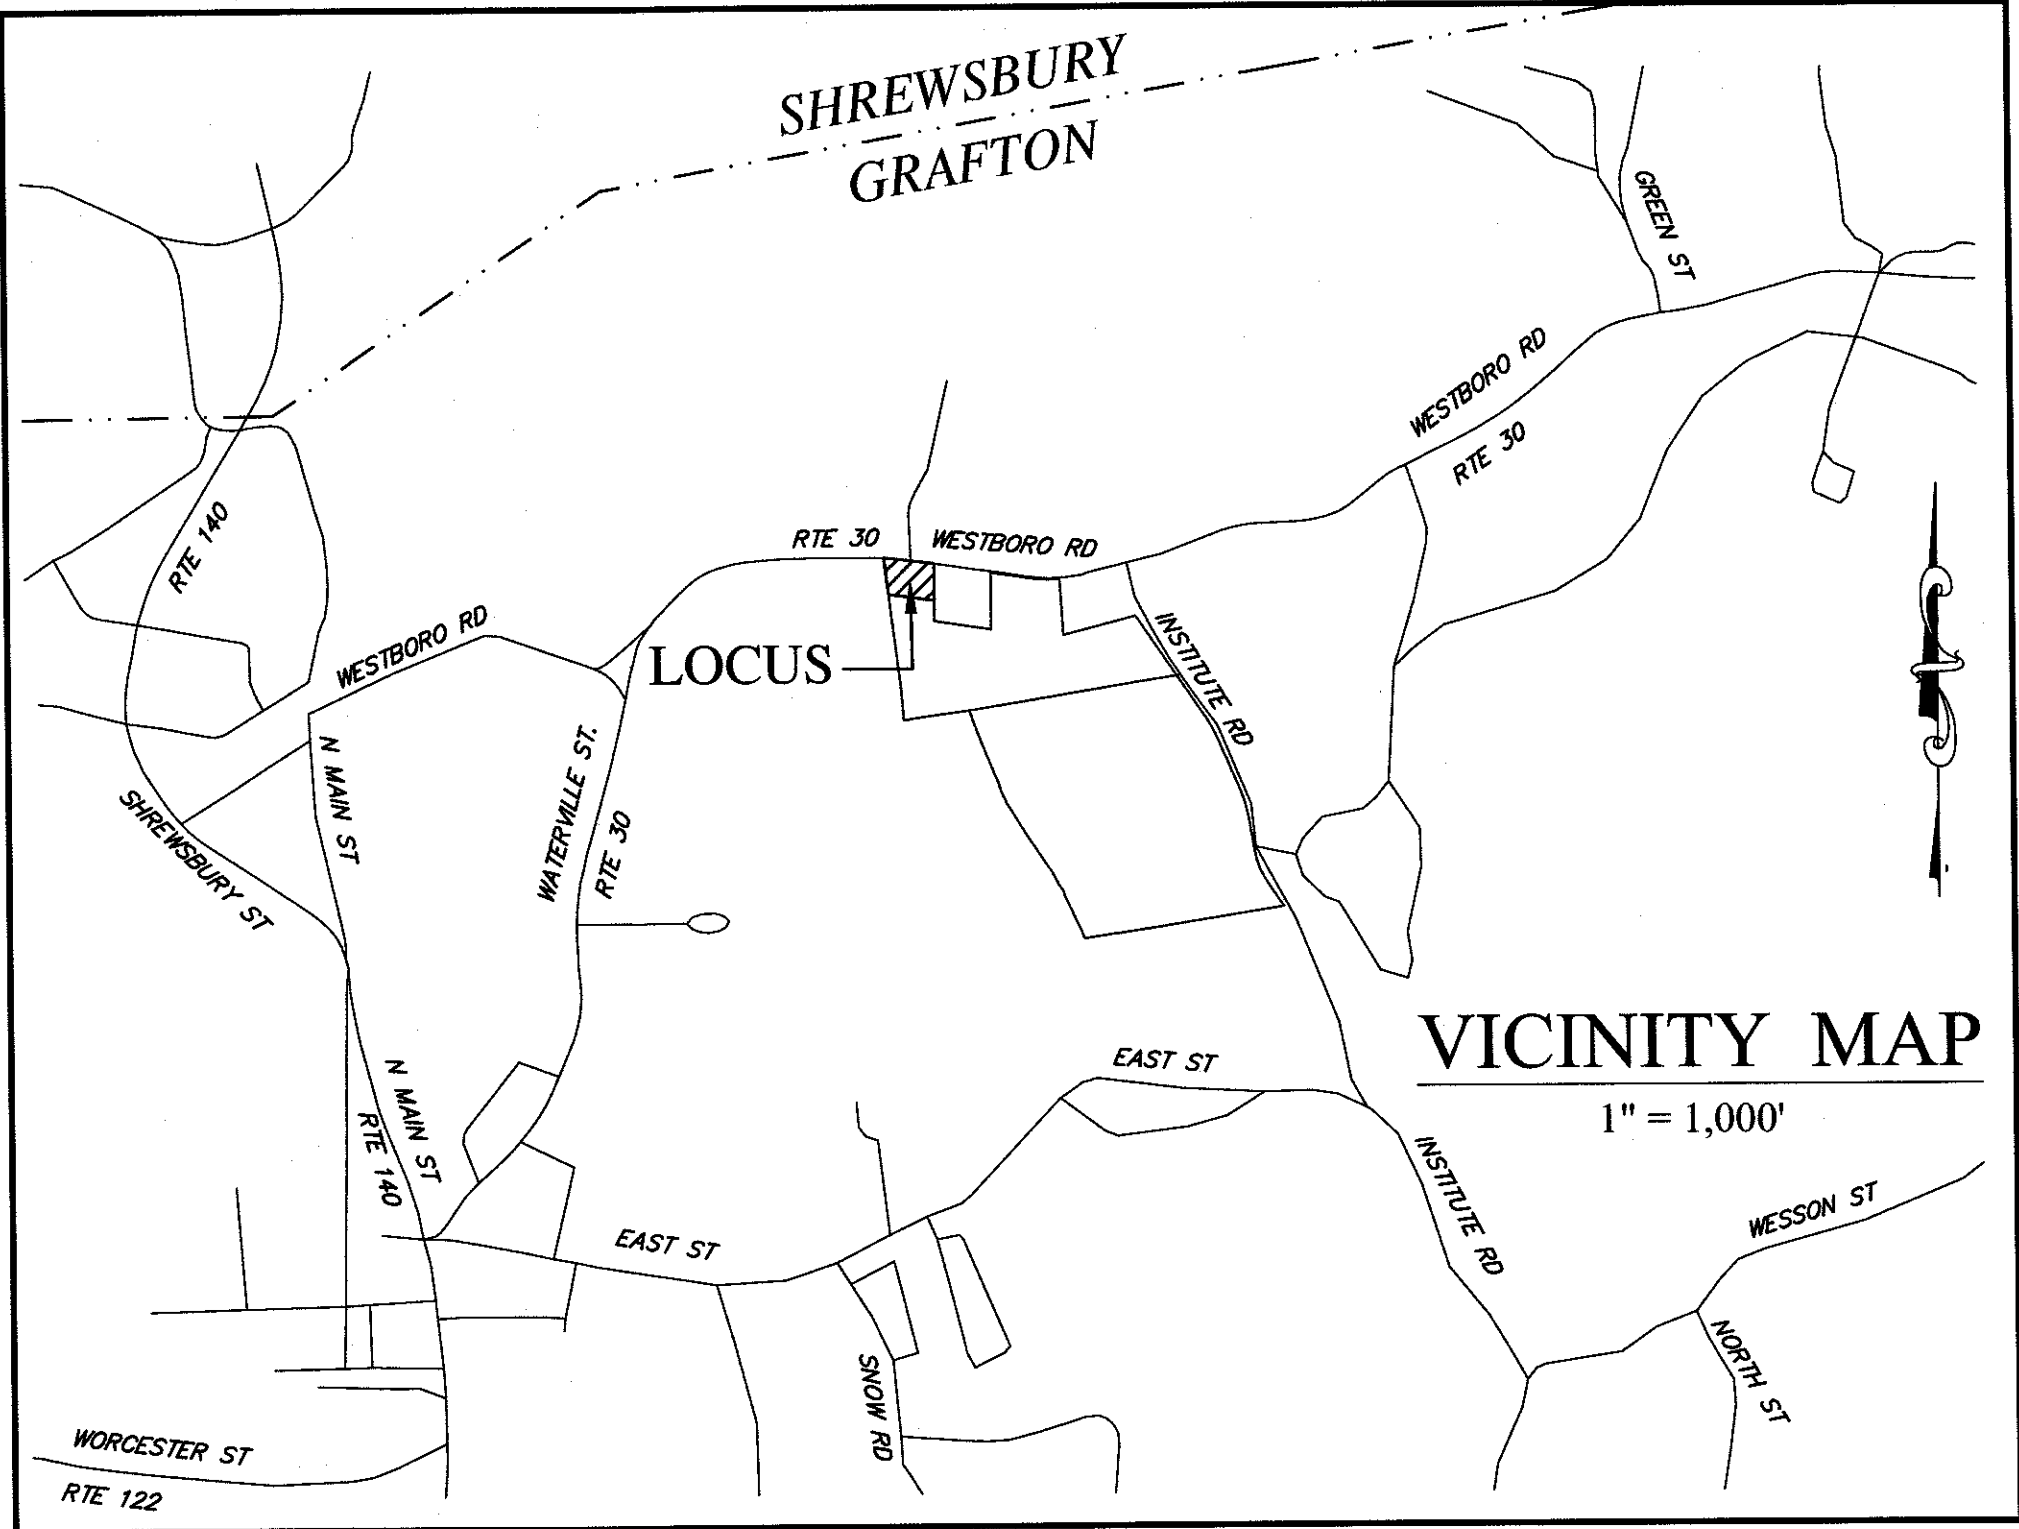 SHREWSBURY
GRAFTON
GREEN ST
WESTBORO RD
RTE 30
RTE 140
RTE 30
WESTBORO RD
WESTBORO RD
LOCUS
INSTITUTE RD
N MAIN ST
WATERVILLE ST.
RTE 30
SHREWSBURY ST
VICINITY MAP
1" = 1,000'
EAST ST
N MAIN ST
RTE 140
INSTITUTE RD
WESSON ST
EAST ST
NORTH ST
SNOW RD
WORCESTER ST
RTE 122